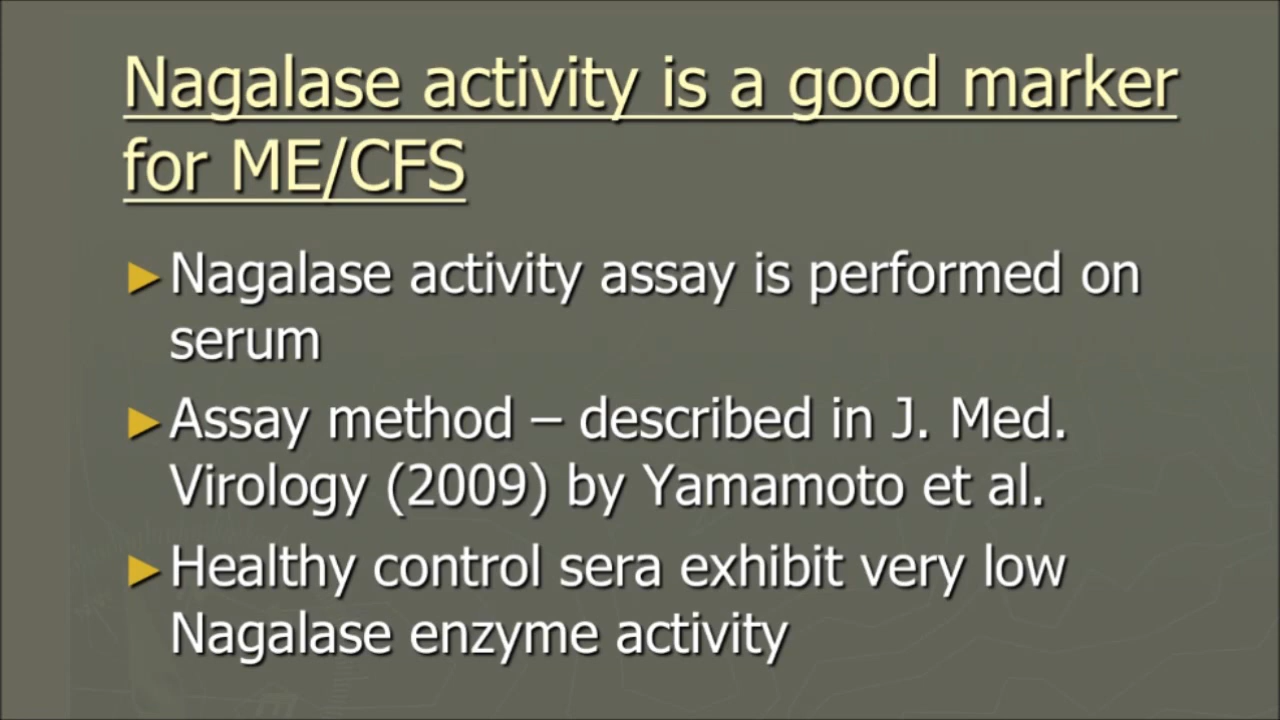 Nagalase activity is a good marker
for ME/CFS
►Nagalase activity assay is performed on
serum
►Assay method – described in J. Med.
Virology (2009) by Yamamoto et al.
►Healthy control sera exhibit very low
Nagalase enzyme activity